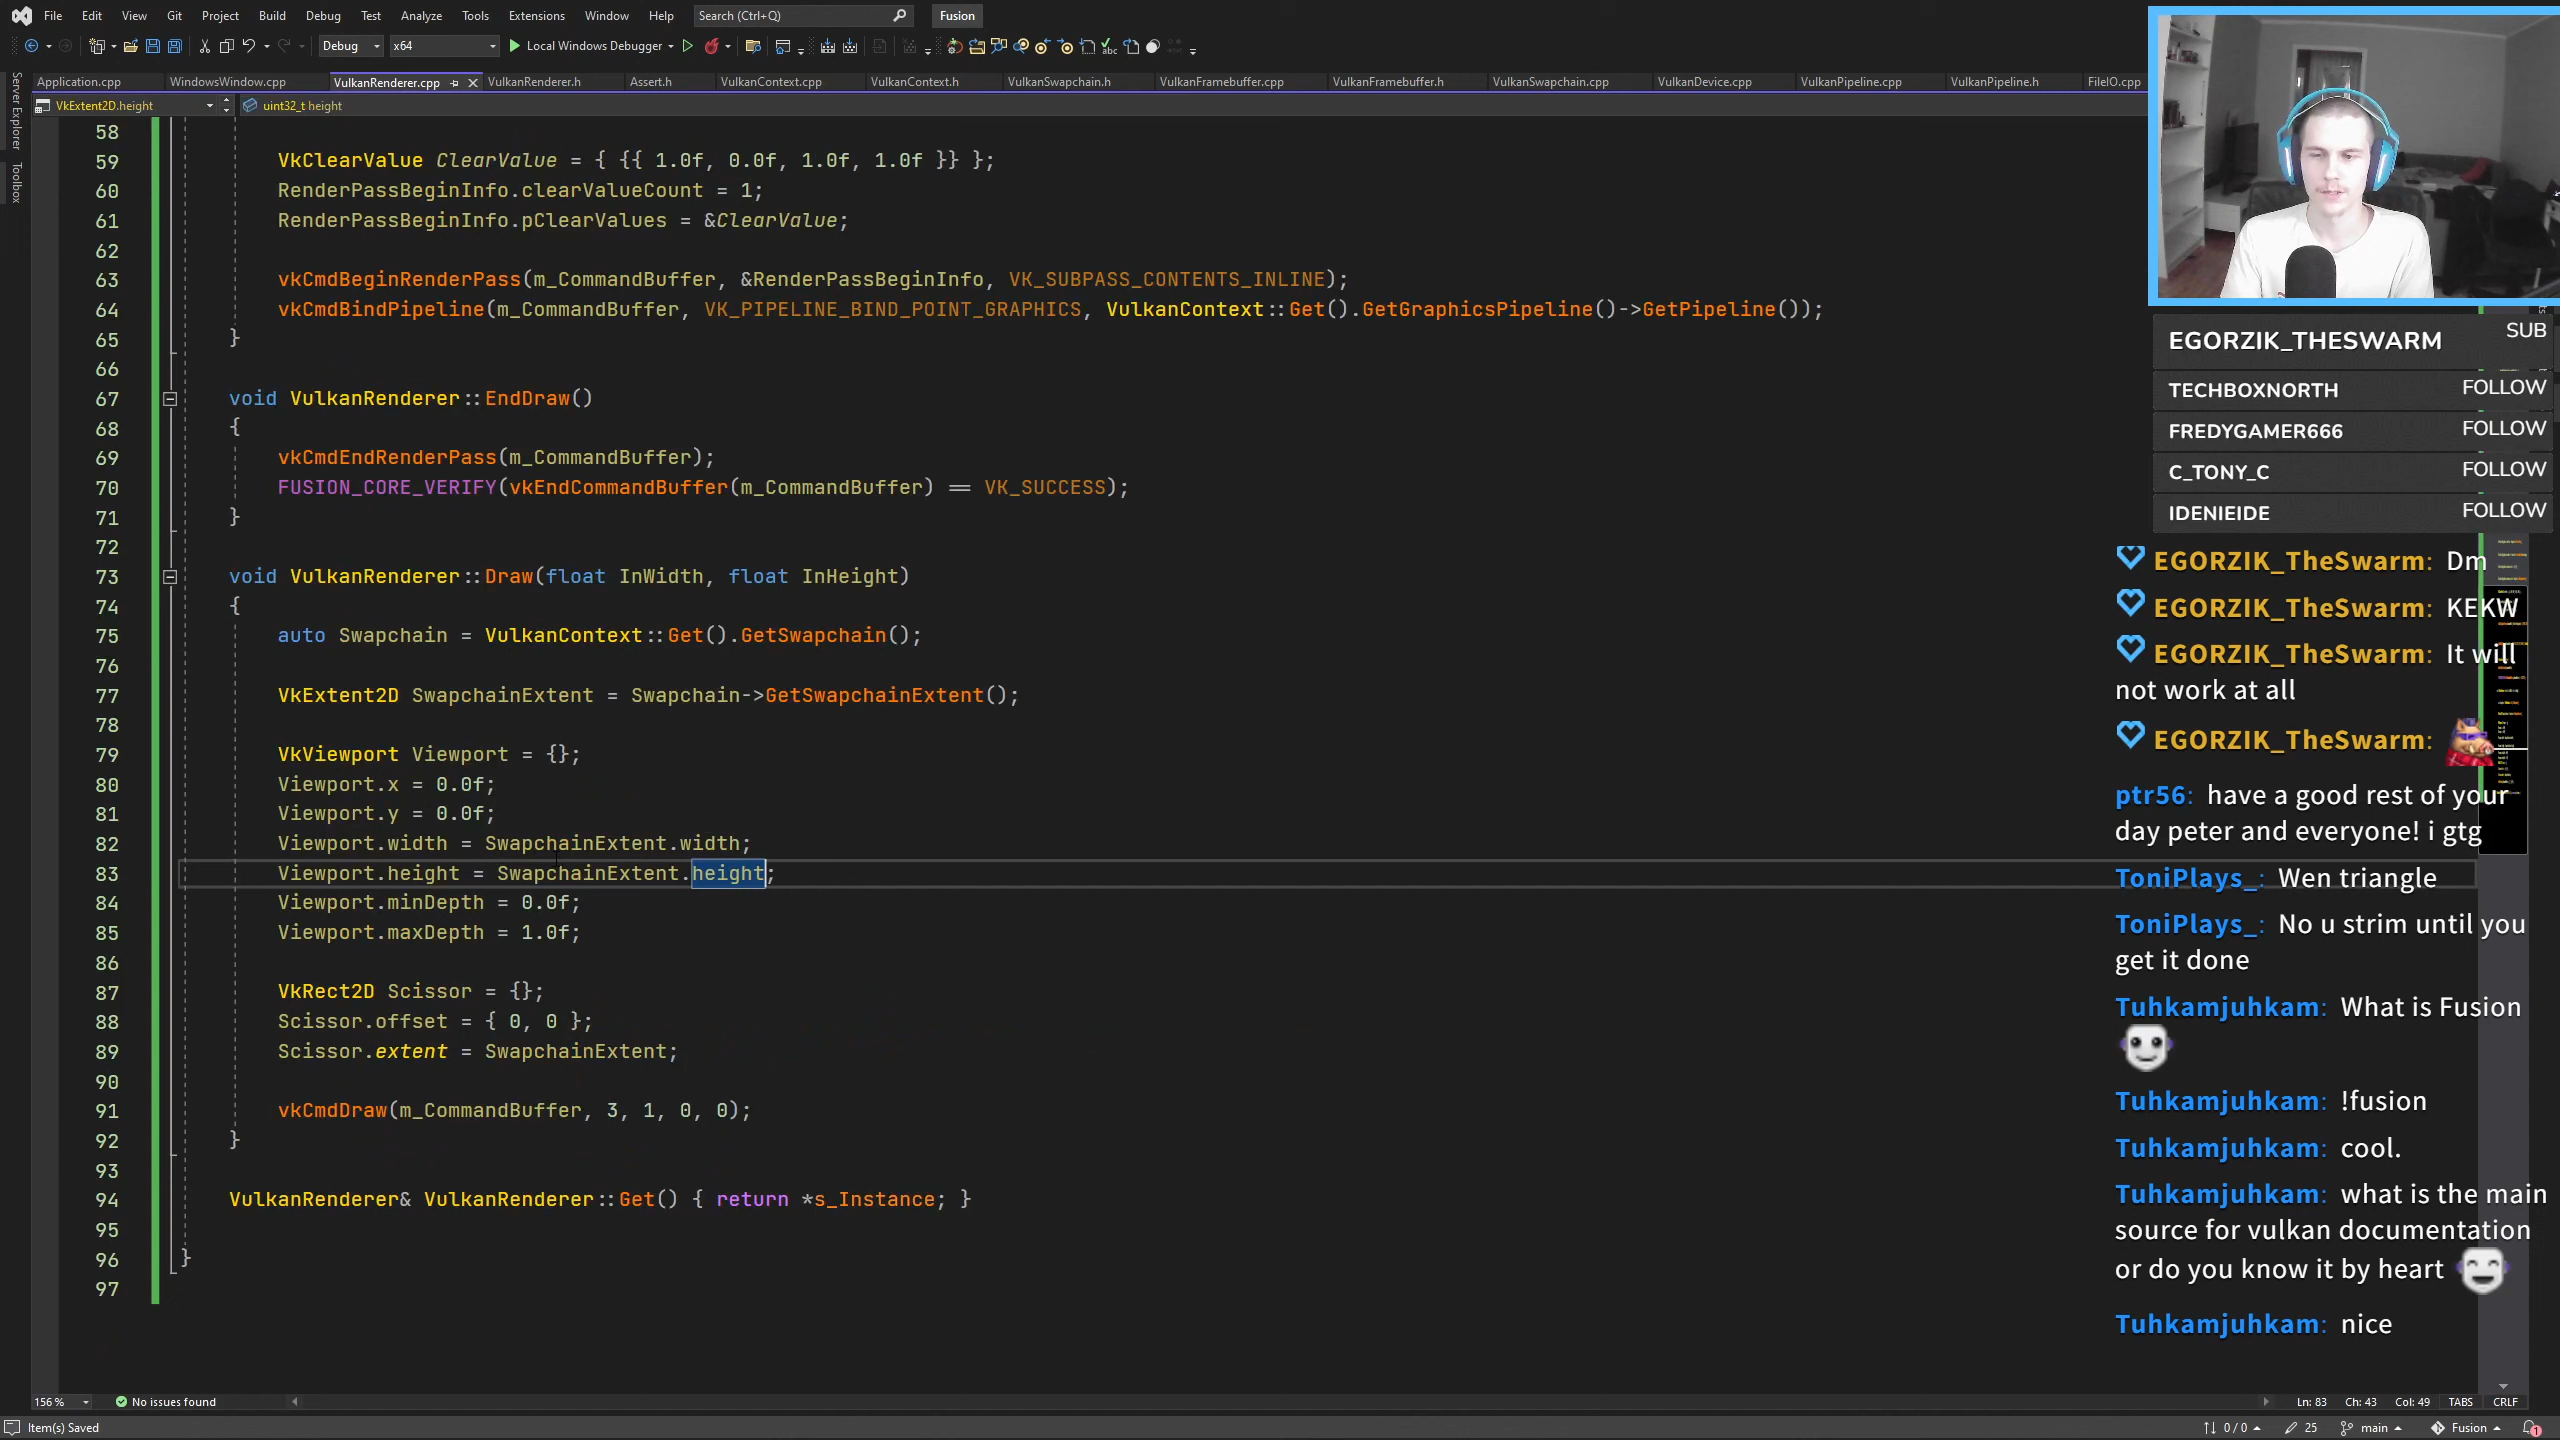 File Edit View Git Project Build Debug Test Analyze Tools Extensions Window Help Search (Ctrl+Q) Fusion
Debug x64 Local Windows Debugger
Application.cpp WindowsWindow.cpp VulkanRenderer.cpp VulkanRenderer.h Assert.h VulkanContext.cpp VulkanContext.h VulkanSwapchain.h VulkanFramebuffer.cpp VulkanFramebuffer.h VulkanSwapchain.cpp VulkanDevice.cpp VulkanPipeline.cpp VulkanPipeline.h FileIO.cpp
VkExtent2D.height uint32_t height
Server Explorer
Toolbox
58
59 VkClearValue ClearValue = { {{ 1.0f, 0.0f, 1.0f, 1.0f }} };
60 RenderPassBeginInfo.clearValueCount = 1;
61 RenderPassBeginInfo.pClearValues = &ClearValue;
62
63 vkCmdBeginRenderPass(m_CommandBuffer, &RenderPassBeginInfo, VK_SUBPASS_CONTENTS_INLINE);
64 vkCmdBindPipeline(m_CommandBuffer, VK_PIPELINE_BIND_POINT_GRAPHICS, VulkanContext::Get().GetGraphicsPipeline()->GetPipeline());
65 }
66
67 void VulkanRenderer::EndDraw()
68 {
69 vkCmdEndRenderPass(m_CommandBuffer);
70 FUSION_CORE_VERIFY(vkEndCommandBuffer(m_CommandBuffer) == VK_SUCCESS);
71 }
72
73 void VulkanRenderer::Draw(float InWidth, float InHeight)
74 {
75 auto Swapchain = VulkanContext::Get().GetSwapchain();
76
77 VkExtent2D SwapchainExtent = Swapchain->GetSwapchainExtent();
78
79 VkViewport Viewport = {};
80 Viewport.x = 0.0f;
81 Viewport.y = 0.0f;
82 Viewport.width = SwapchainExtent.width;
83 Viewport.height = SwapchainExtent.height;
84 Viewport.minDepth = 0.0f;
85 Viewport.maxDepth = 1.0f;
86
87 VkRect2D Scissor = {};
88 Scissor.offset = { 0, 0 };
89 Scissor.extent = SwapchainExtent;
90
91 vkCmdDraw(m_CommandBuffer, 3, 1, 0, 0);
92 }
93
94 VulkanRenderer& VulkanRenderer::Get() { return *s_Instance; }
95
96 }
97
EGORZIK_THESWARM SUB
TECHBOXNORTH FOLLOW
FREDYGAMER666 FOLLOW
C_TONY_C FOLLOW
IDENIEIDE FOLLOW
EGORZIK_TheSwarm: Dm
EGORZIK_TheSwarm: KEKW
EGORZIK_TheSwarm: It will
not work at all
EGORZIK_TheSwarm:
ptr56: have a good rest of your
day peter and everyone! i gtg
ToniPlays_: Wen triangle
ToniPlays_: No u strim until you
get it done
Tuhkamjuhkam: What is Fusion
Tuhkamjuhkam: !fusion
Tuhkamjuhkam: cool.
Tuhkamjuhkam: what is the main
source for vulkan documentation
or do you know it by heart
Tuhkamjuhkam: nice
156 % No issues found Ln: 83 Ch: 43 Col: 49 TABS CRLF
Item(s) Saved 0 / 0 25 main Fusion 1